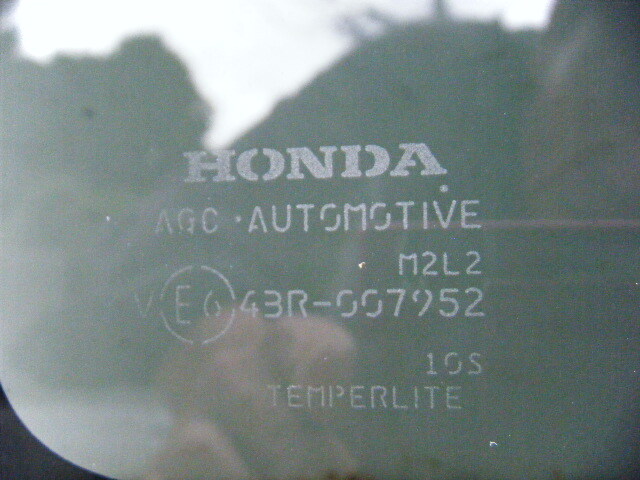 HONDA
AGC · AUTOMOTIVE
M2L2
V E6 43R-007952
10S
TEMPERLITE